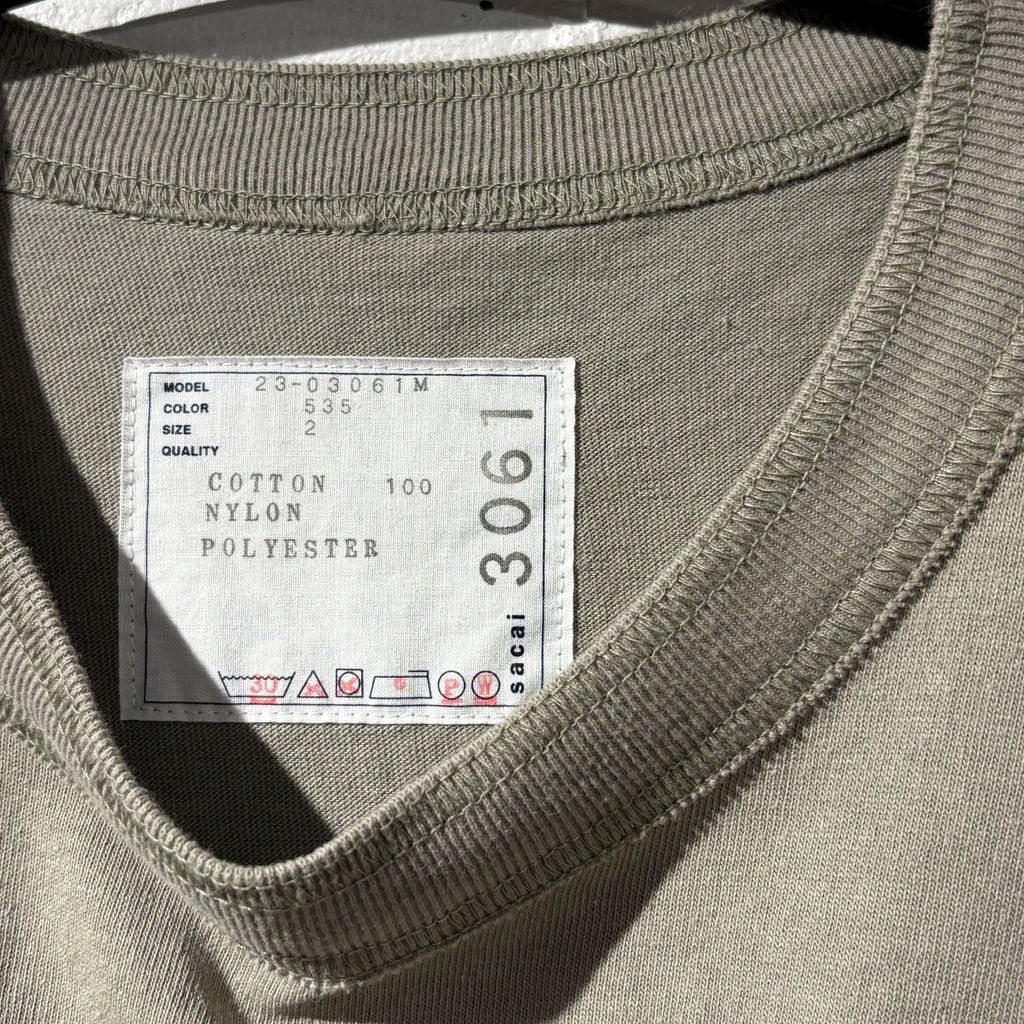 MODEL 23-03061M
COLOR 535
SIZE 2
QUALITY
COTTON 100
NYLON
POLYESTER
30 P W
sacai 3061